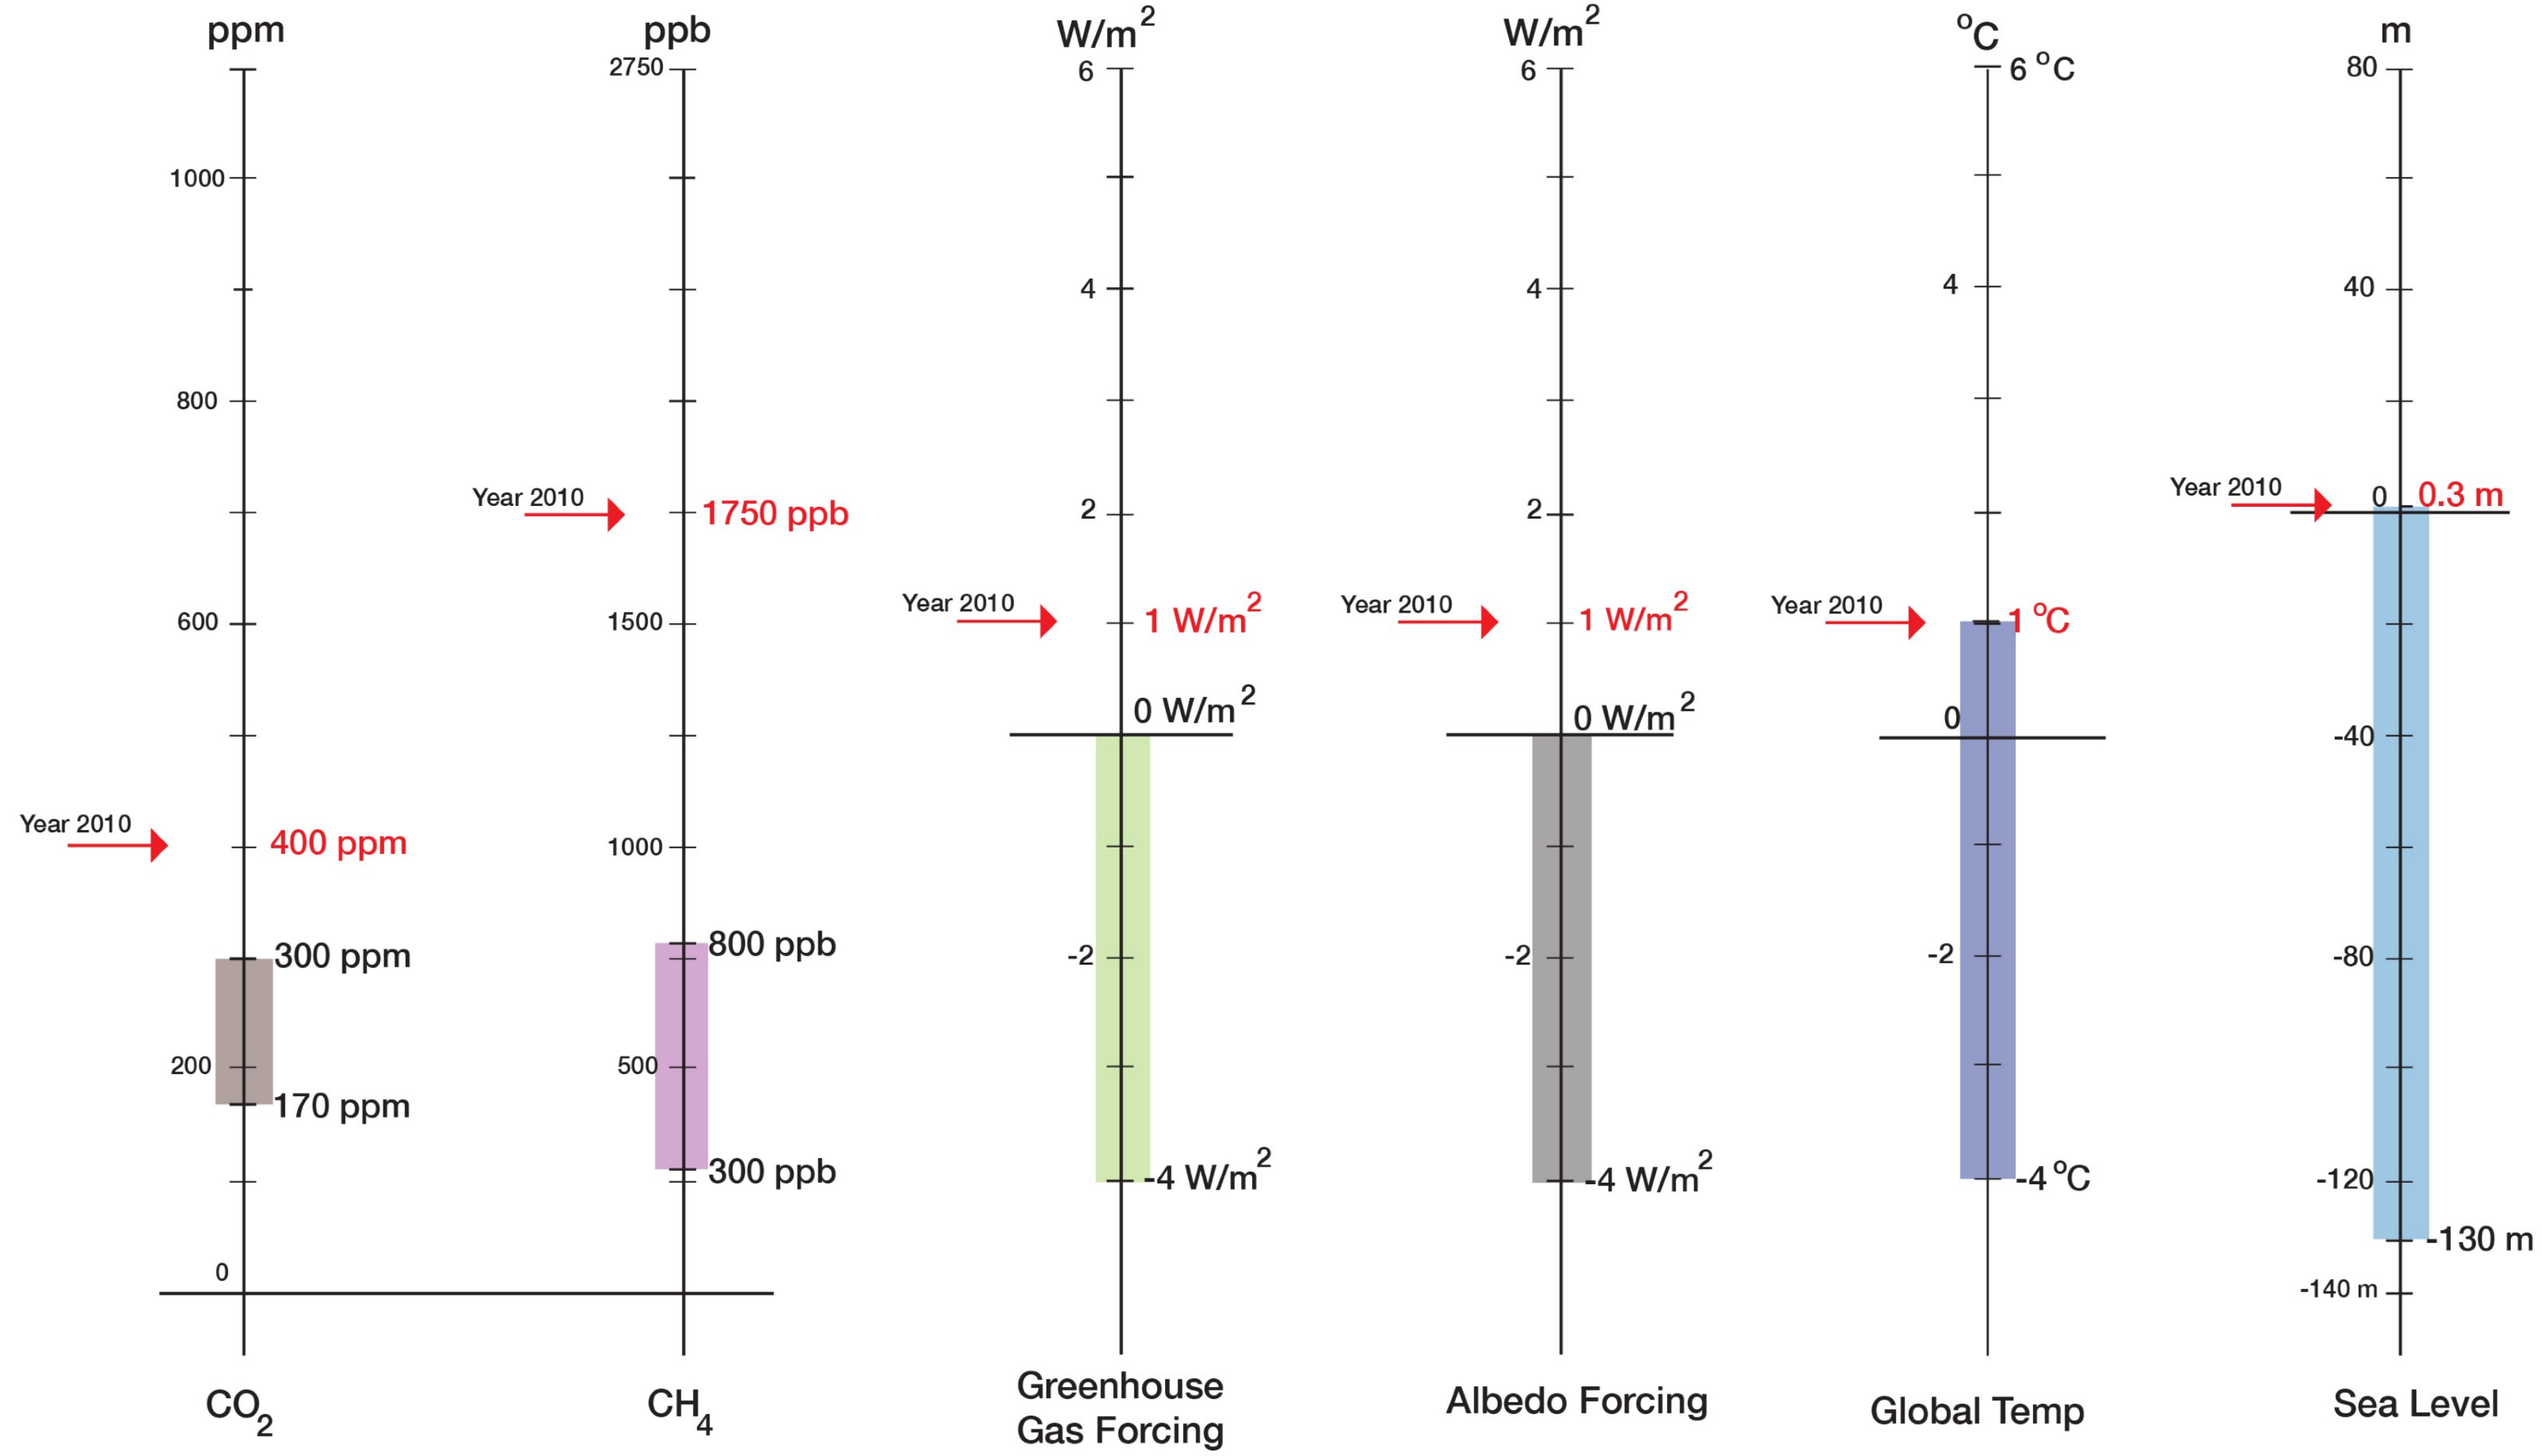 ppm
1000
800
600
Year 2010
400 ppm
300 ppm
200
170 ppm
0
CO2
ppb
2750
Year 2010
1750 ppb
1500
1000
800 ppb
500
300 ppb
CH4
W/m2
6
4
2
Year 2010
1 W/m2
0 W/m2
-2
-4 W/m2
Greenhouse
Gas Forcing
W/m2
6
4
2
Year 2010
1 W/m2
0 W/m2
-2
-4 W/m2
Albedo Forcing
oC
6 oC
4
Year 2010
1 oC
0
-2
-4 oC
Global Temp
m
80
40
Year 2010
0
0.3 m
-40
-80
-120
-130 m
-140 m
Sea Level